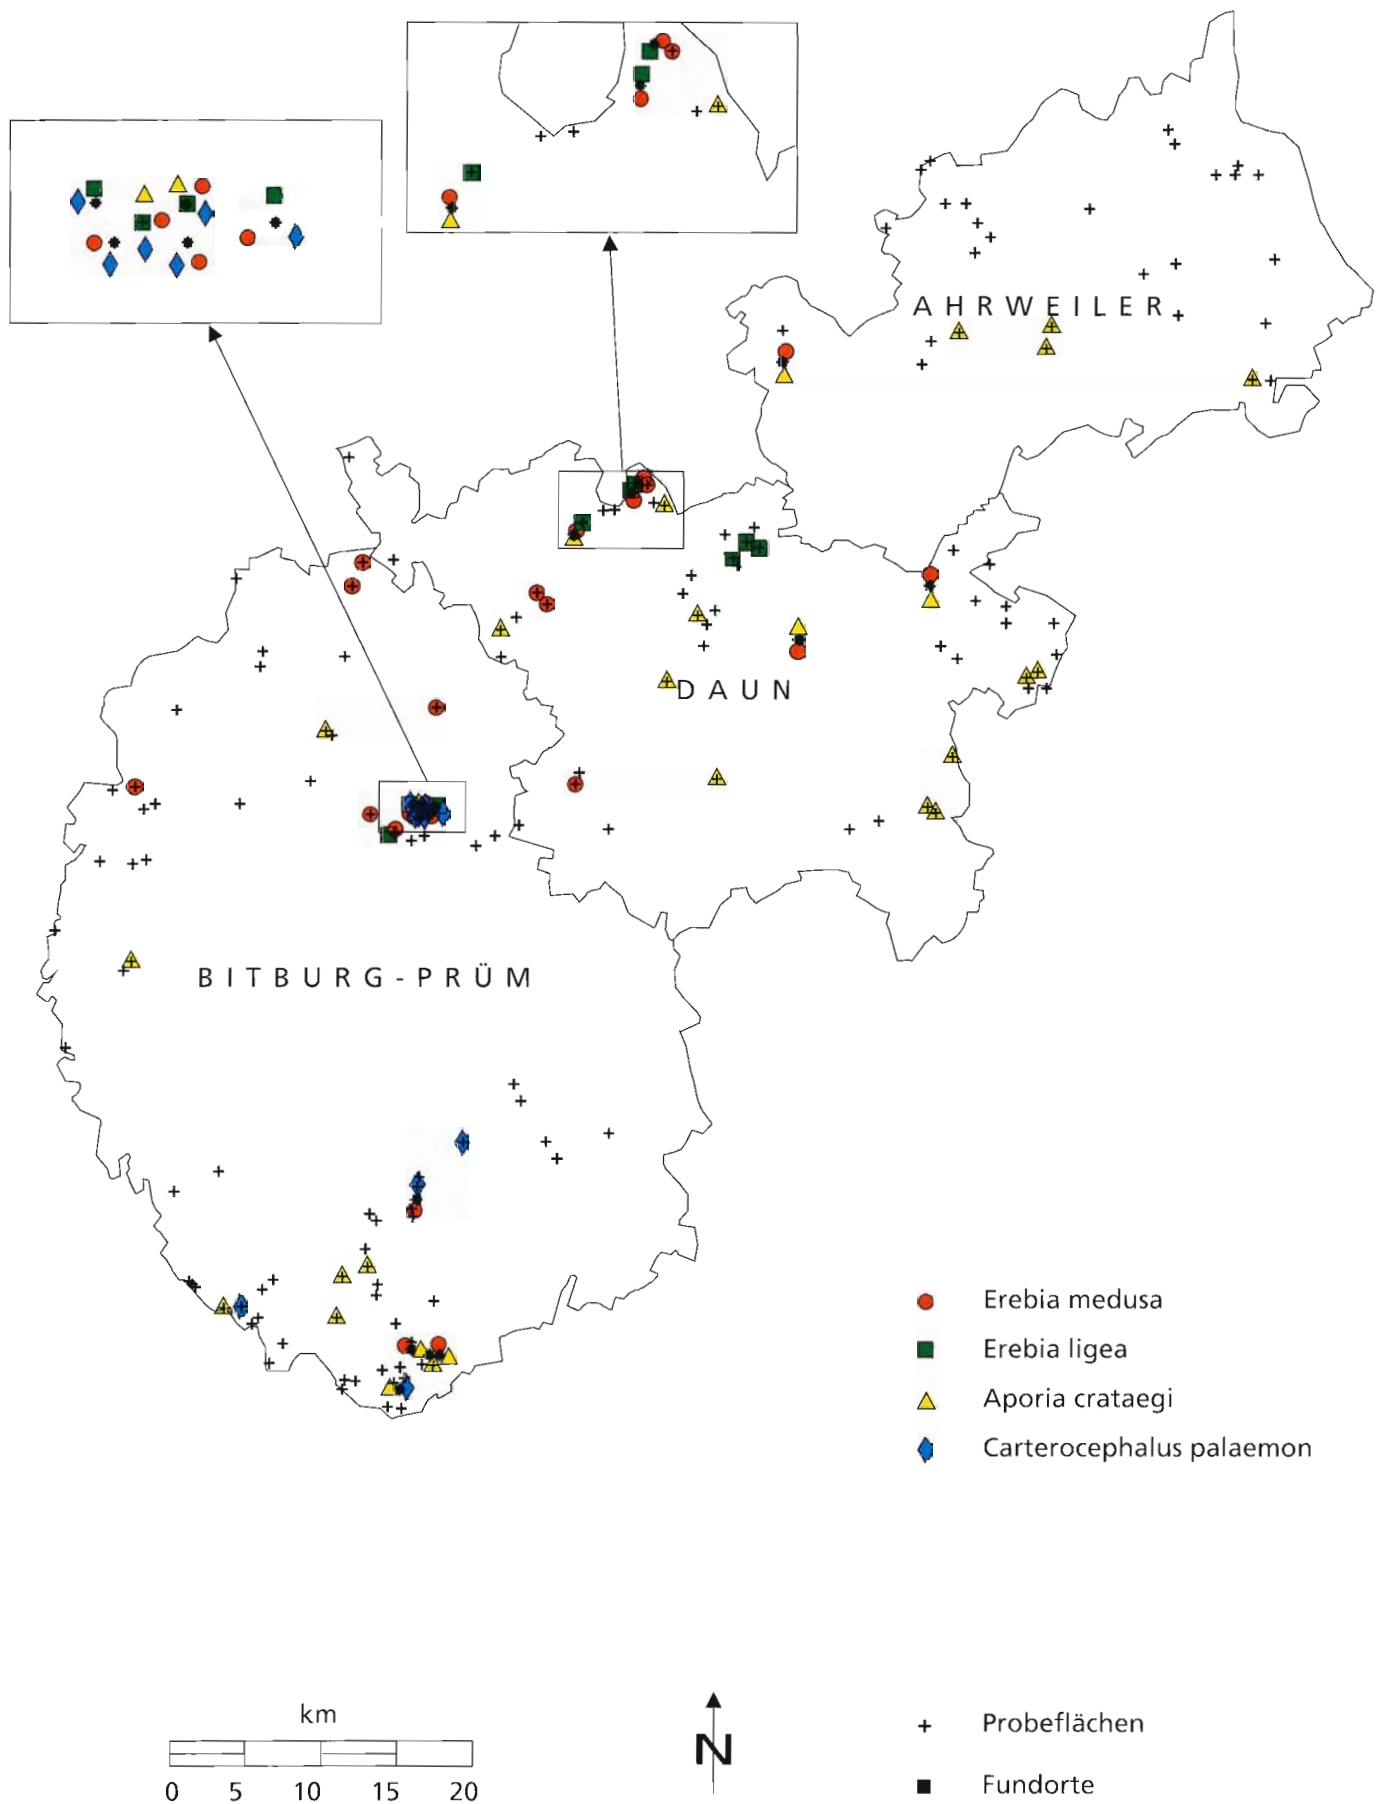 AHRWEILER
DAUN
BITBURG-PRÜM
Erebia medusa
Erebia ligea
Aporia crataegi
Carterocephalus palaemon
km
0 5 10 15 20
N
Probeflächen
Fundorte